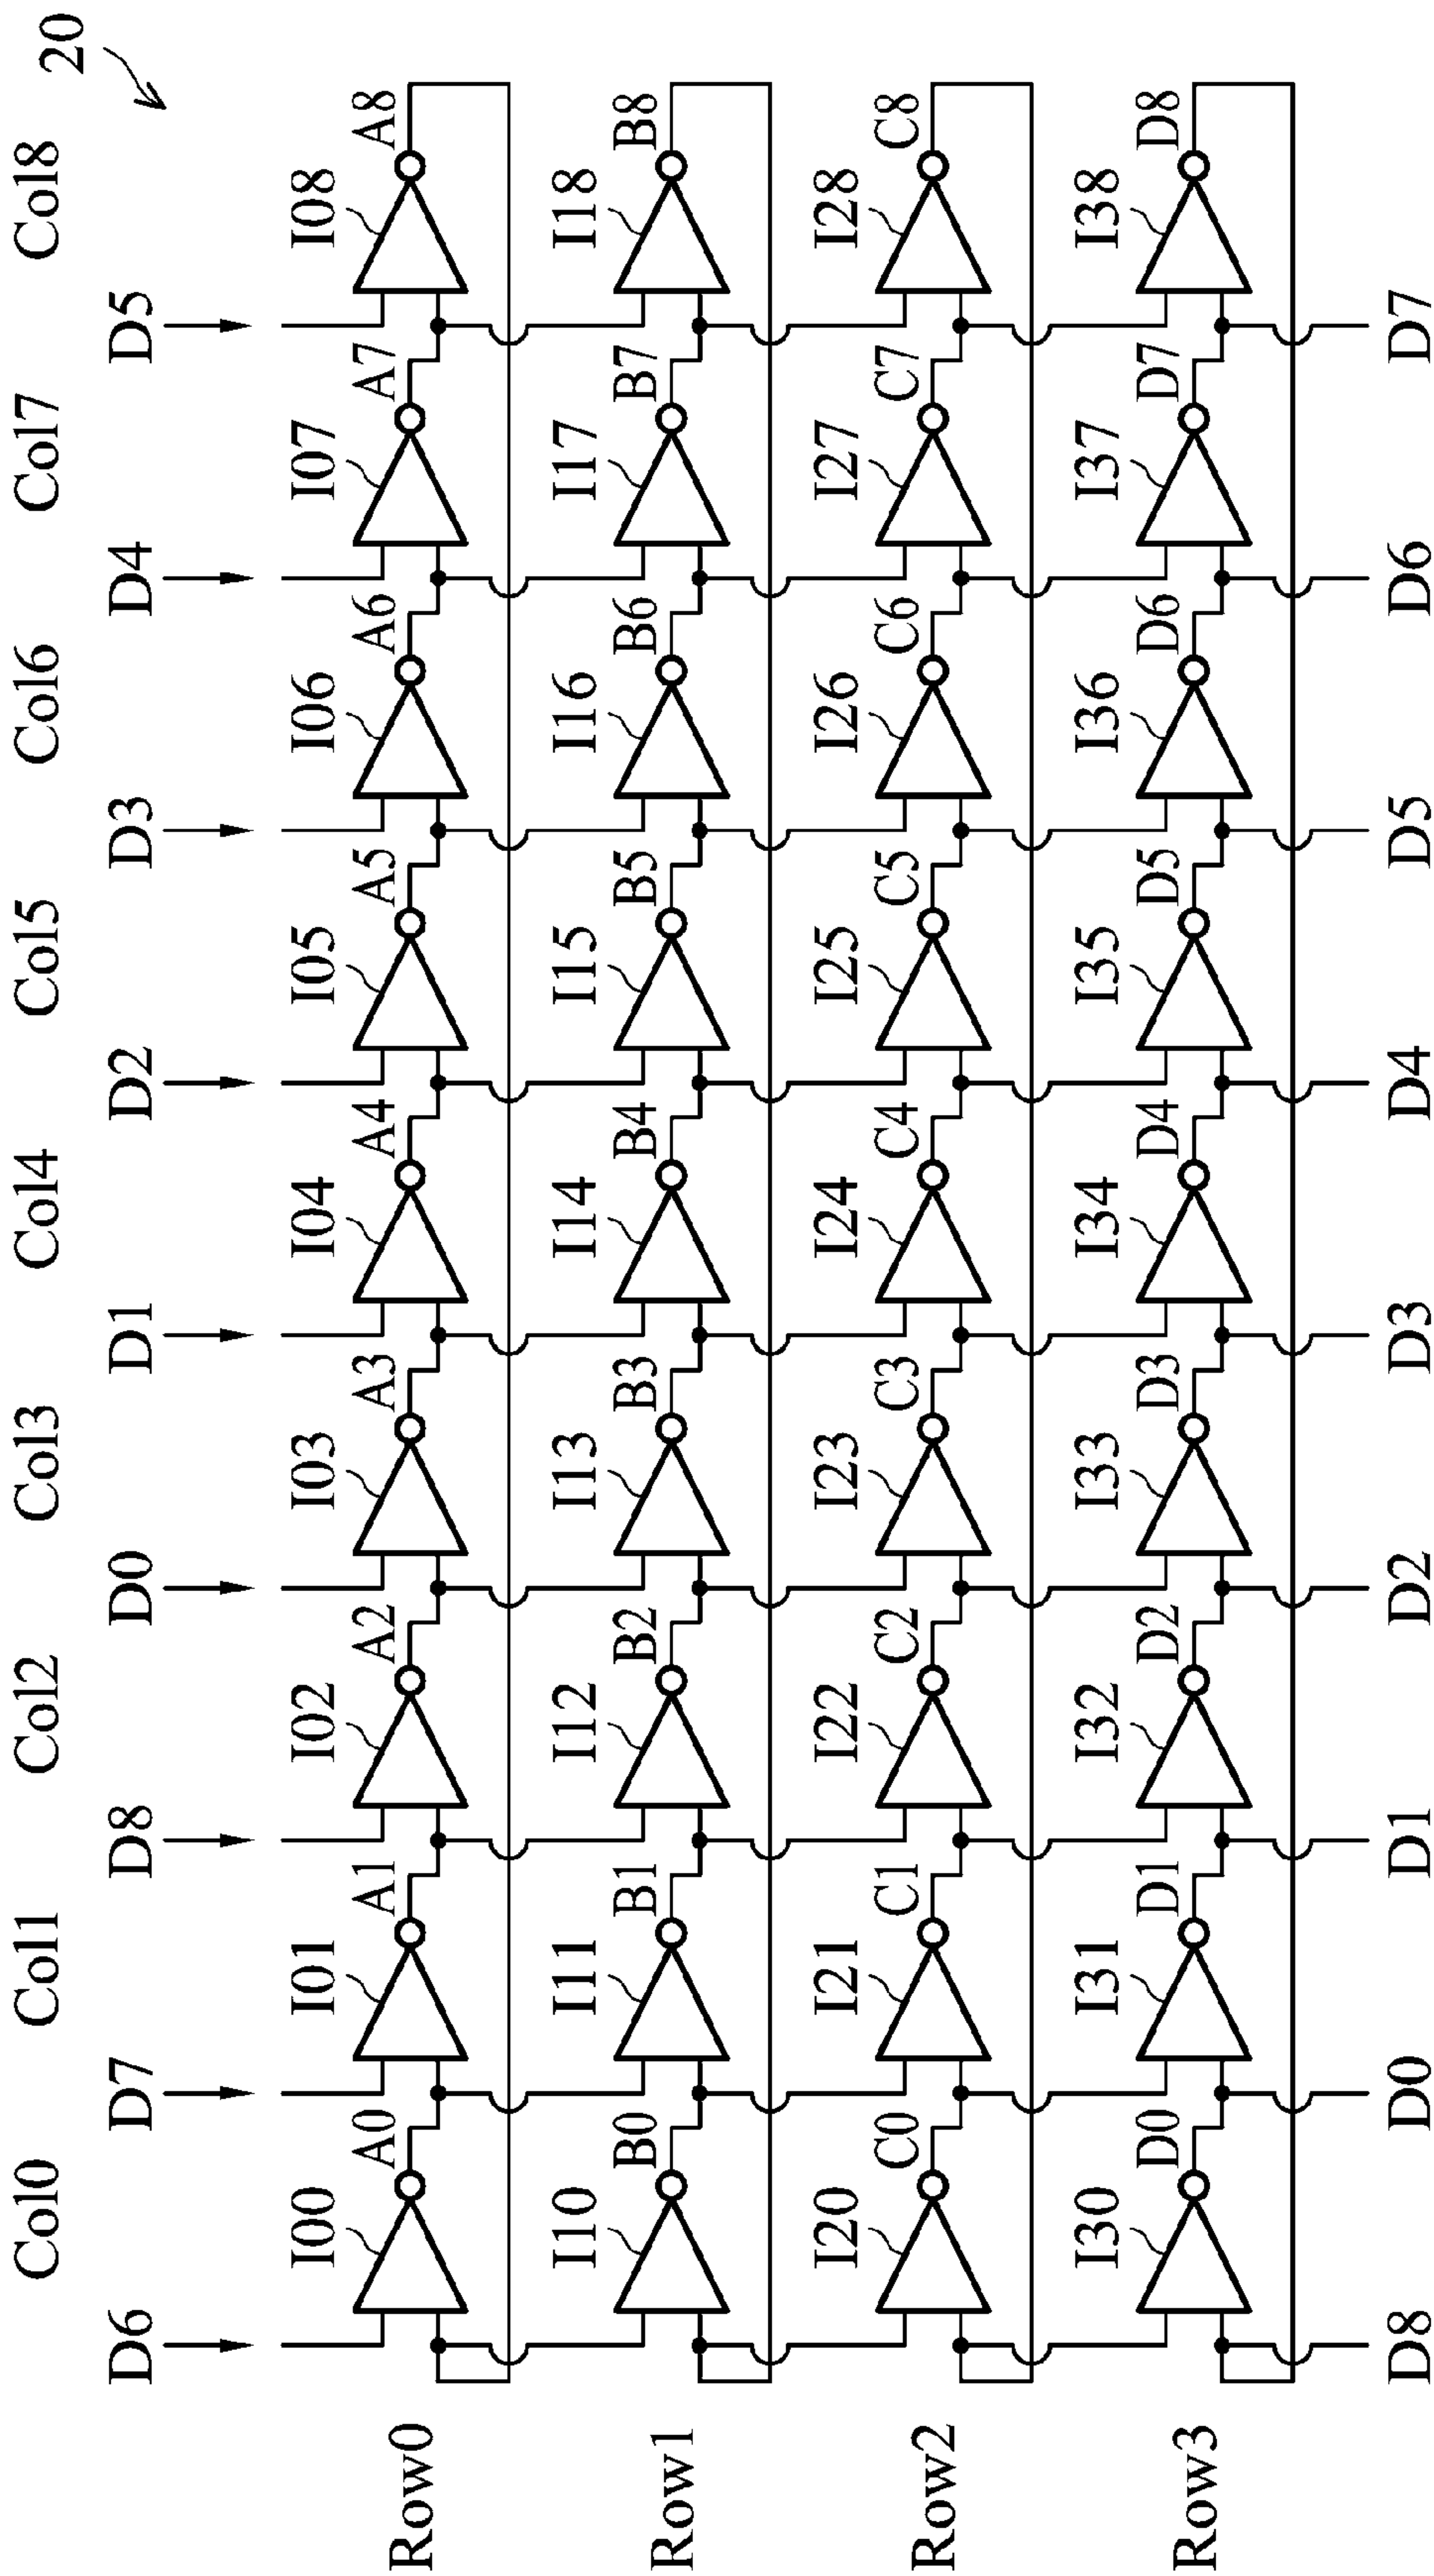 20
Col0 Col1 Col2 Col3 Col4 Col5 Col6 Col7 Col8
D6 D7 D8 D0 D1 D2 D3 D4 D5
I00 I01 I02 I03 I04 I05 I06 I07 I08
Row0 A0 A1 A2 A3 A4 A5 A6 A7 A8
I10 I11 I12 I13 I14 I15 I16 I17 I18
Row1 B0 B1 B2 B3 B4 B5 B6 B7 B8
I20 I21 I22 I23 I24 I25 I26 I27 I28
Row2 C0 C1 C2 C3 C4 C5 C6 C7 C8
I30 I31 I32 I33 I34 I35 I36 I37 I38
Row3 D0 D1 D2 D3 D4 D5 D6 D7 D8
D8 D0 D1 D2 D3 D4 D5 D6 D7